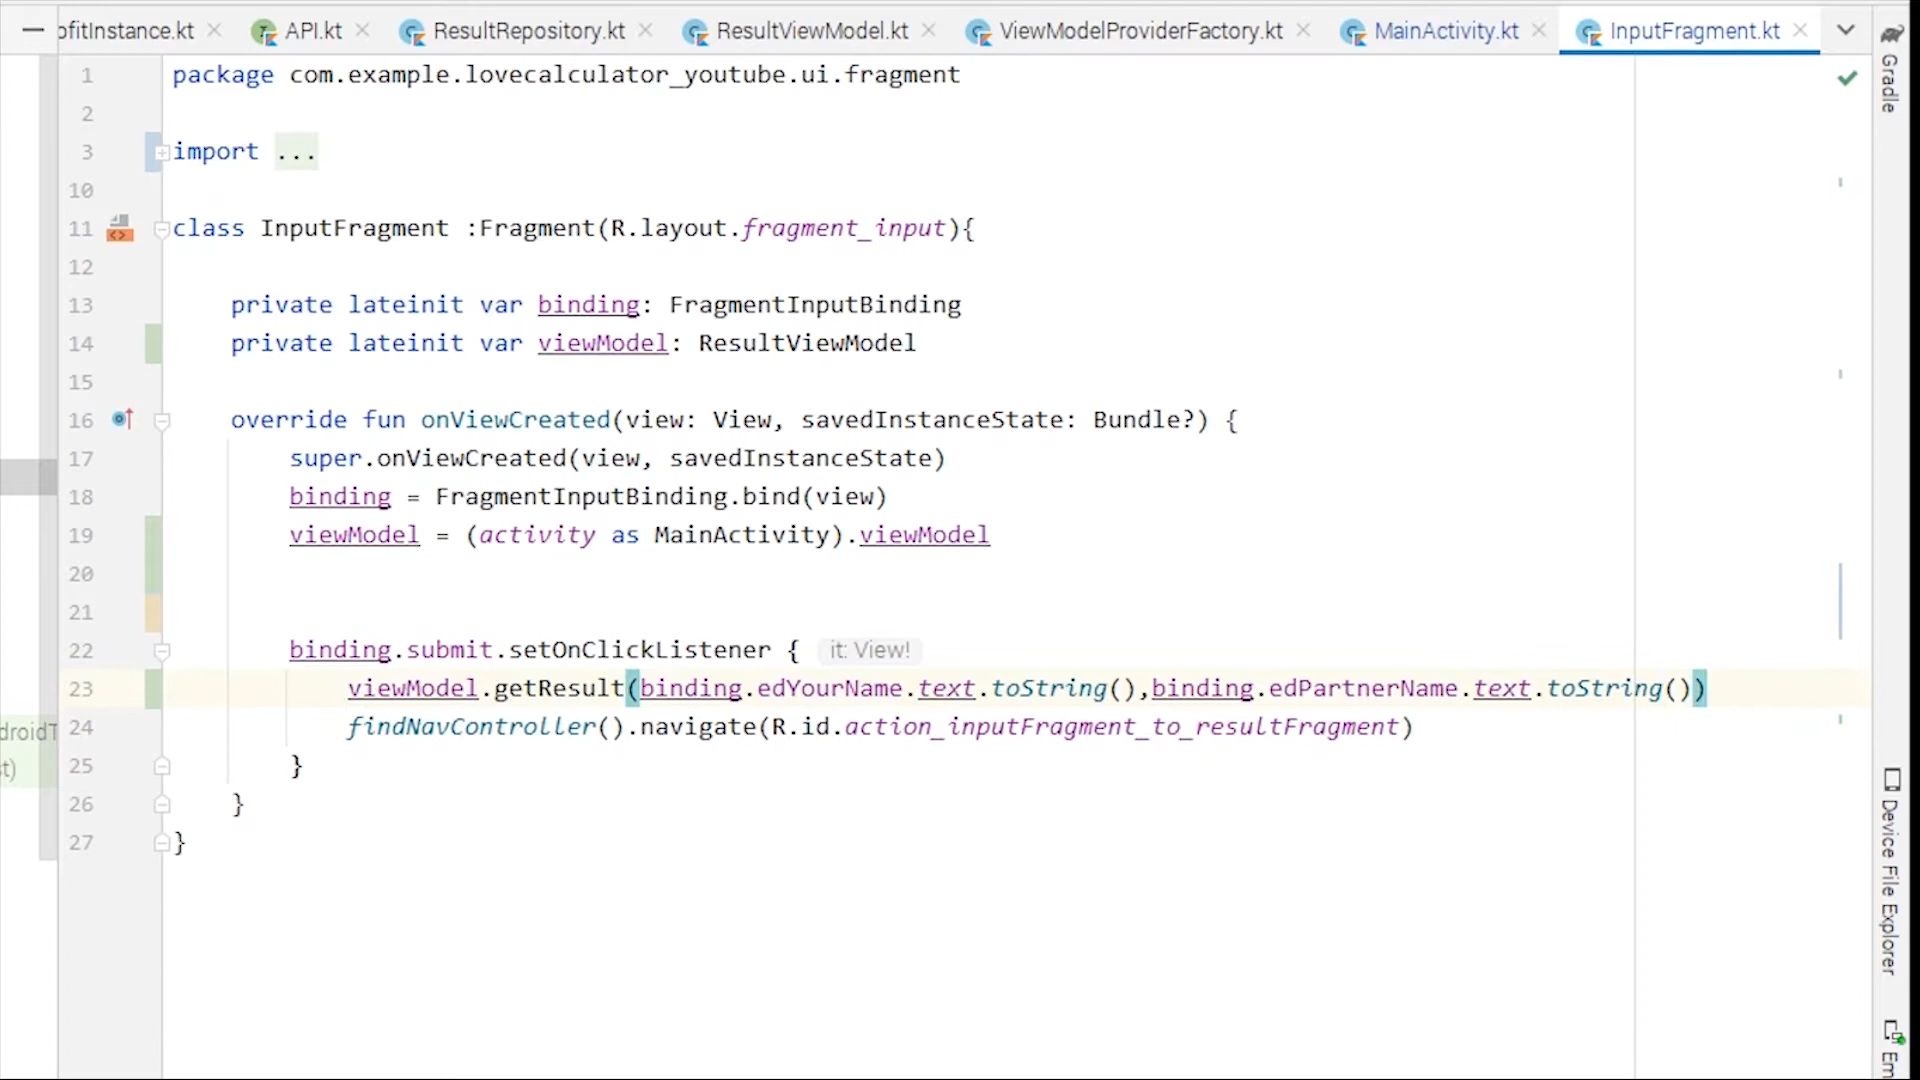 ofitInstance.kt API.kt ResultRepository.kt ResultViewModel.kt ViewModelProviderFactory.kt MainActivity.kt InputFragment.kt
1 package com.example.lovecalculator_youtube.ui.fragment
2
3 import ...
10
11 class InputFragment :Fragment(R.layout.fragment_input){
12
13 private lateinit var binding: FragmentInputBinding
14 private lateinit var viewModel: ResultViewModel
15
16 override fun onViewCreated(view: View, savedInstanceState: Bundle?) {
17 super.onViewCreated(view, savedInstanceState)
18 binding = FragmentInputBinding.bind(view)
19 viewModel = (activity as MainActivity).viewModel
20
21
22 binding.submit.setOnClickListener { it: View!
23 viewModel.getResult(binding.edYourName.text.toString(),binding.edPartnerName.text.toString())
24 findNavController().navigate(R.id.action_inputFragment_to_resultFragment)
25 }
26 }
27 }
droidT
t)
Gradle
Device File Explorer
Em